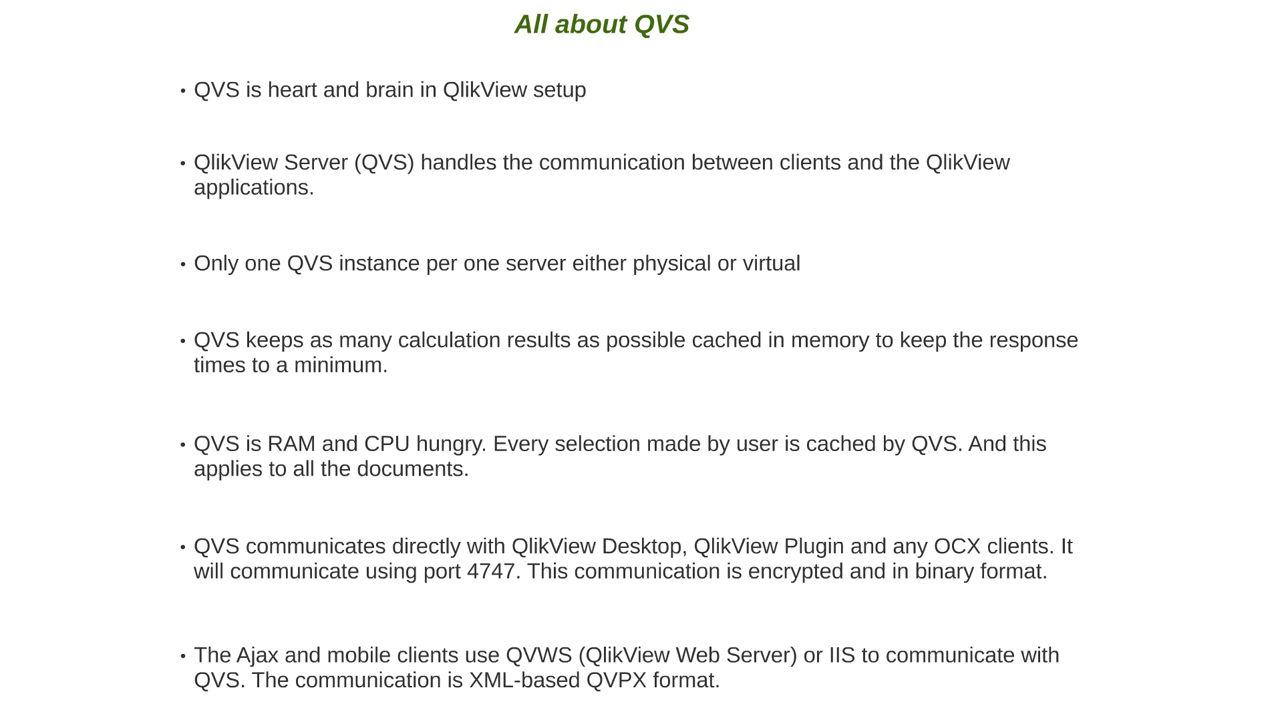 All about QVS
• QVS is heart and brain in QlikView setup
• QlikView Server (QVS) handles the communication between clients and the QlikView
applications.
• Only one QVS instance per one server either physical or virtual
• QVS keeps as many calculation results as possible cached in memory to keep the response
times to a minimum.
• QVS is RAM and CPU hungry. Every selection made by user is cached by QVS. And this
applies to all the documents.
• QVS communicates directly with QlikView Desktop, QlikView Plugin and any OCX clients. It
will communicate using port 4747. This communication is encrypted and in binary format.
• The Ajax and mobile clients use QVWS (QlikView Web Server) or IIS to communicate with
QVS. The communication is XML-based QVPX format.